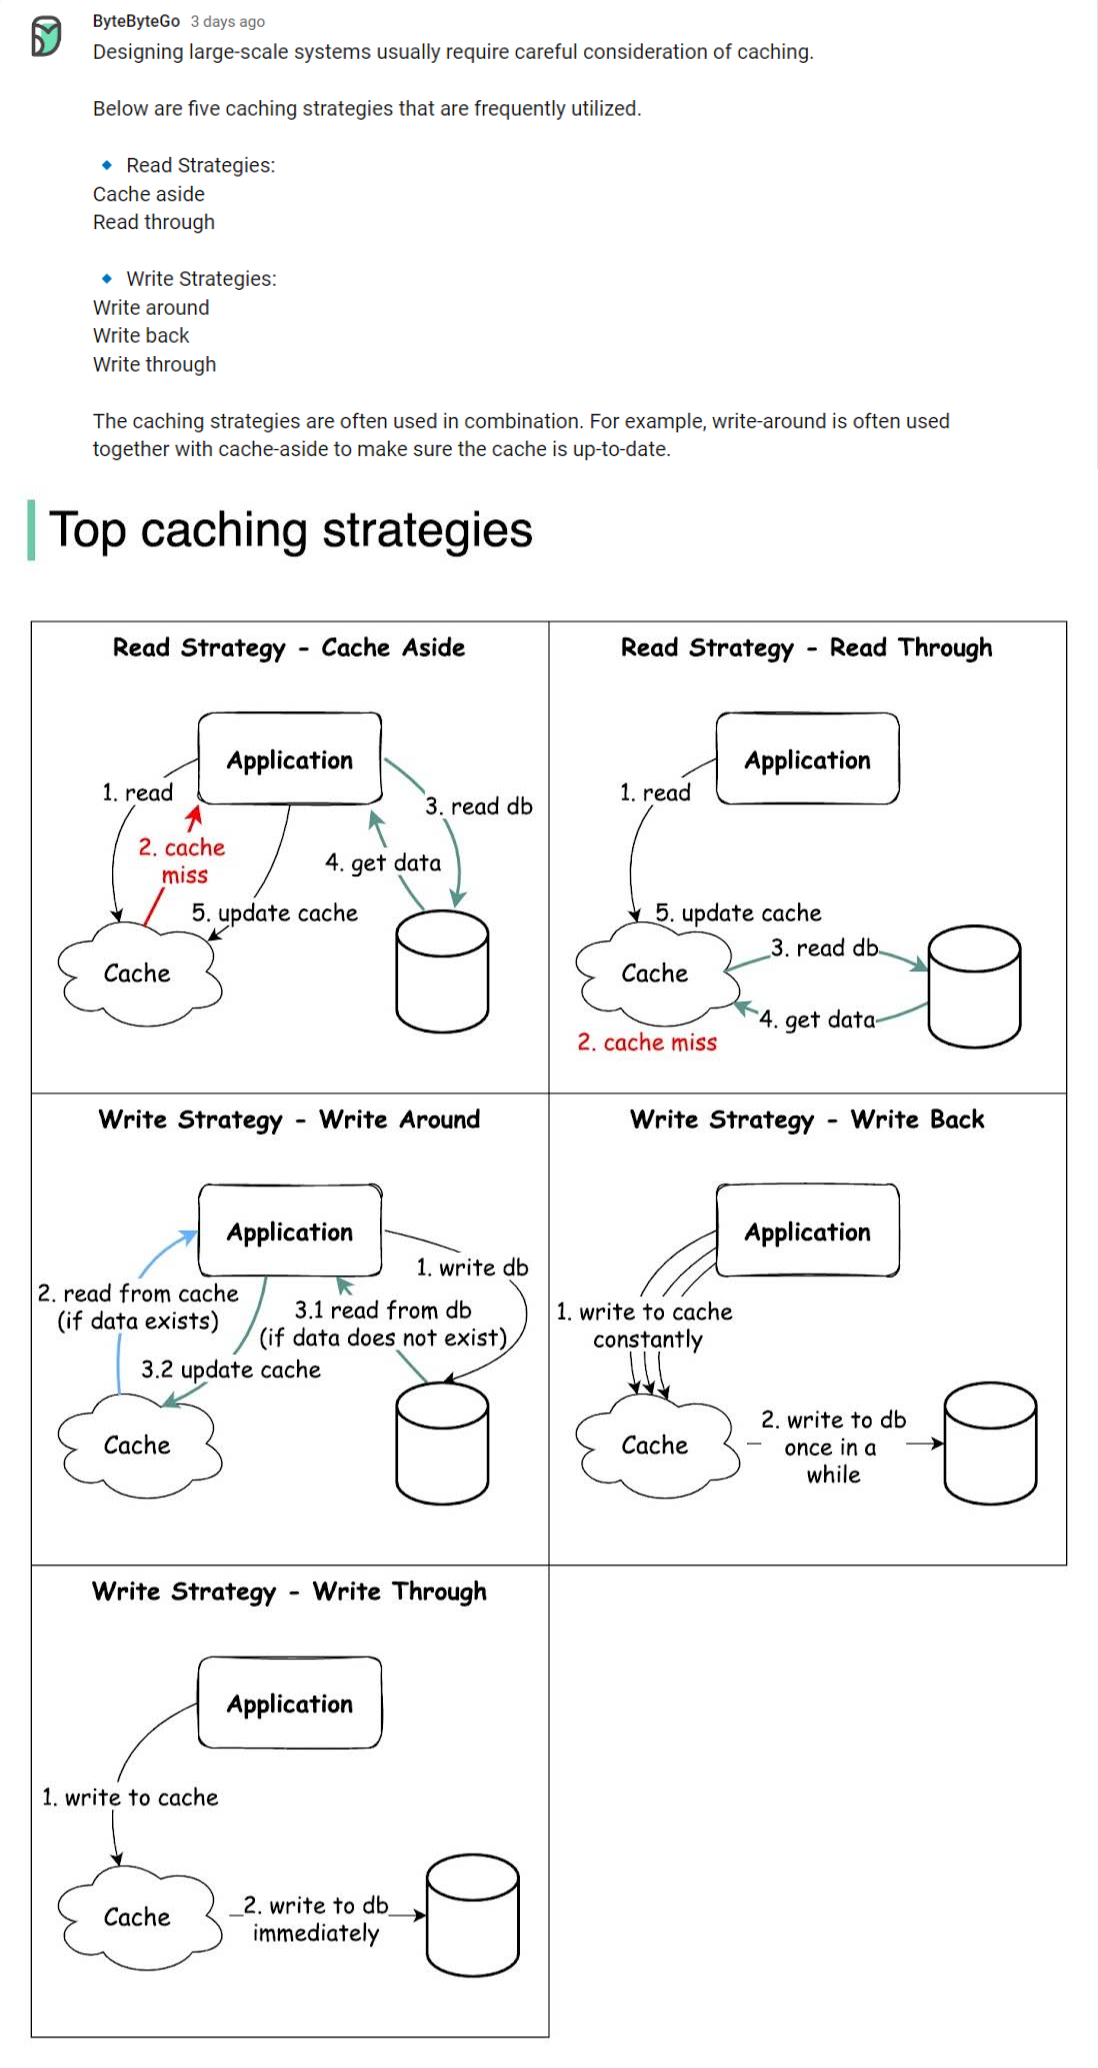 ByteByteGo 3 days ago
Designing large-scale systems usually require careful consideration of caching.
Below are five caching strategies that are frequently utilized.
🔹 Read Strategies:
Cache aside
Read through
🔹 Write Strategies:
Write around
Write back
Write through
The caching strategies are often used in combination. For example, write-around is often used
together with cache-aside to make sure the cache is up-to-date.
Top caching strategies
Read Strategy - Cache Aside
Application
1. read
3. read db
2. cache
miss
4. get data
5. update cache
Cache
Read Strategy - Read Through
Application
1. read
5. update cache
3. read db
Cache
4. get data
2. cache miss
Write Strategy - Write Around
Application
1. write db
2. read from cache
(if data exists)
3.1 read from db
(if data does not exist)
3.2 update cache
Cache
Write Strategy - Write Back
Application
1. write to cache
constantly
Cache
2. write to db
once in a
while
Write Strategy - Write Through
Application
1. write to cache
Cache
2. write to db
immediately